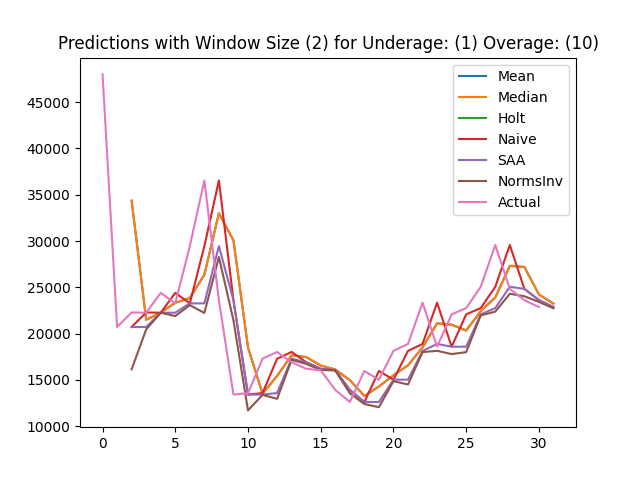 Predictions with Window Size (2) for Underage: (1) Overage: (10)
Mean
Median
Holt
Naive
SAA
NormsInv
Actual
45000
40000
35000
30000
25000
20000
15000
10000
0 5 10 15 20 25 30